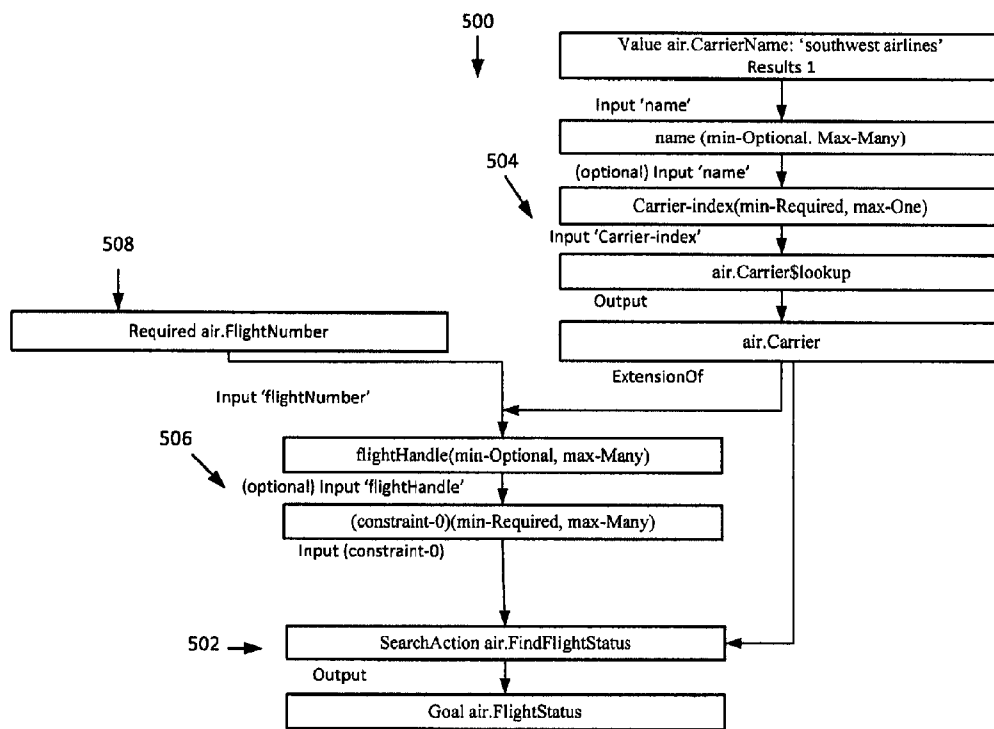 500
Value air.CarrierName: ‘southwest airlines’
Results 1
Input ‘name’
name (min-Optional. Max-Many)
504
(optional) Input ‘name’
Carrier-index(min-Required, max-One)
Input ‘Carrier-index’
508
air.Carrier$lookup
Output
Required air.FlightNumber
air.Carrier
ExtensionOf
Input ‘flightNumber’
506
flightHandle(min-Optional, max-Many)
(optional) Input ‘flightHandle’
(constraint-0)(min-Required, max-Many)
Input (constraint-0)
502
SearchAction air.FindFlightStatus
Output
Goal air.FlightStatus